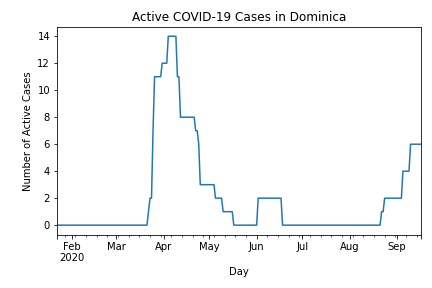 Active COVID-19 Cases in Dominica
14
12
10
8
6
4
2
0
Number of Active Cases
Feb Mar Apr May Jun Jul Aug Sep
2020
Day